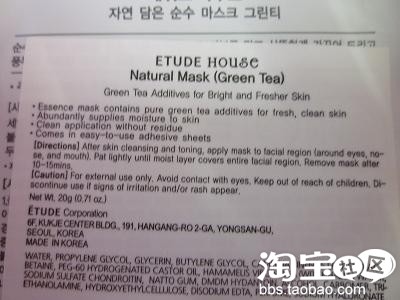 자연 담은 순수 마스크 그린티
ETUDE HOUSE
Natural Mask (Green Tea)
Green Tea Additives for Bright and Fresher Skin
• Essence mask contains pure green tea additives for fresh, clean skin
• Abundantly supplies moisture to skin
• Clean application without residue
• Comes in easy-to-use adhesive sheets
[Directions] After skin cleansing and toning, apply mask to facial region (around eyes, no-
se, and mouth). Pat lightly until moist layer covers entire facial region. Remove mask after
10-15mins.
[Caution] For external use only. Avoid contact with eyes. Keep out of reach of children. Dis-
continue use if signs of irritation and/or rash appear.
Net Wt. 20g (0.71 oz.)
ETUDE Corporation
6F, KUKJE CENTER BLDG., 191, HANGANG-RO 2-GA, YONGSAN-GU,
SEOUL, KOREA
MADE IN KOREA
WATER, PROPYLENE GLYCOL, GLYCERIN, BUTYLENE GLYCOL,
BETAINE, PEG-60 HYDROGENATED CASTOR OIL, HAMAMELIS
SODIUM SULFITE CHONDROITIN, NATTO GUM, DMDM
ETHANOLAMINE, HYDROXYETHYLCELLULOSE, DISODIUM EDTA,
淘宝社区
bbs.taobao.com